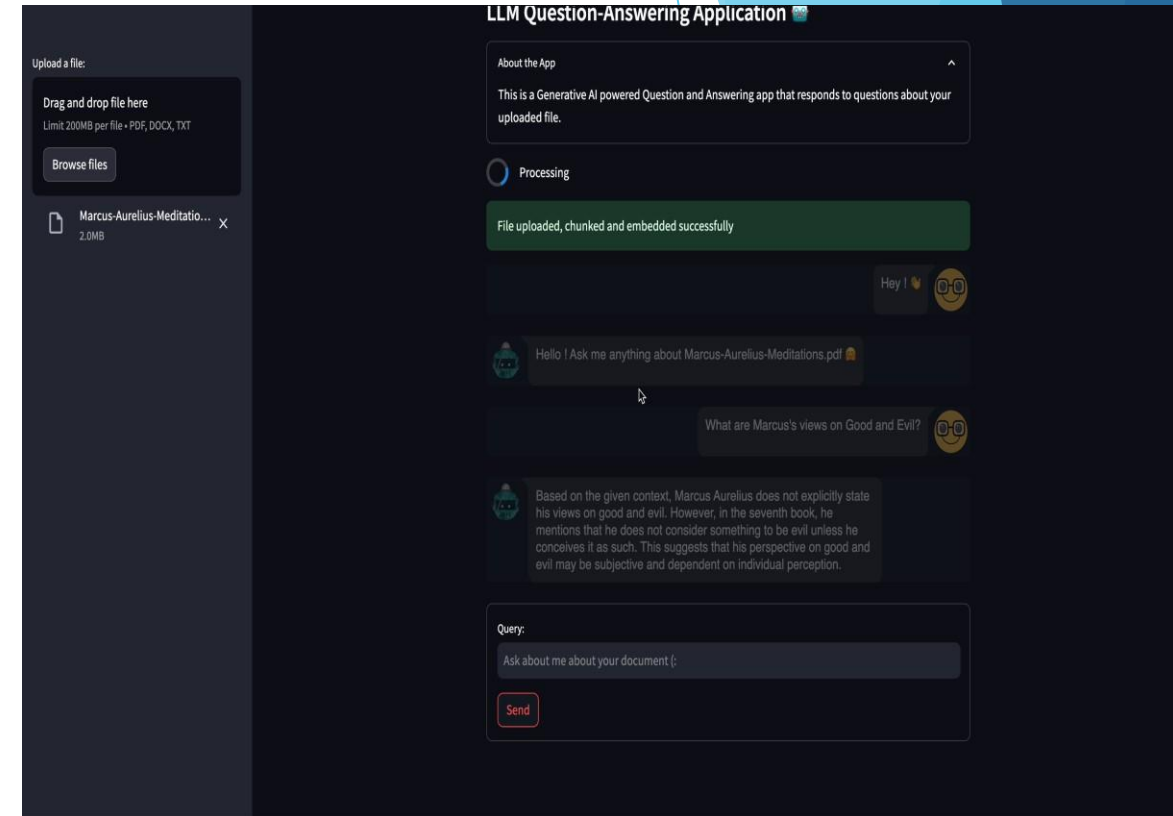 LLM Question-Answering Application 🤖
Upload a file:
Drag and drop file here
Limit 200MB per file • PDF, DOCX, TXT
Browse files
Marcus-Aurelius-Meditatio...
2.0MB
About the App
This is a Generative AI powered Question and Answering app that responds to questions about your
uploaded file.
Processing
File uploaded, chunked and embedded successfully
Hey ! 👋
Hello ! Ask me anything about Marcus-Aurelius-Meditations.pdf 🤗
What are Marcus's views on Good and Evil?
Based on the given context, Marcus Aurelius does not explicitly state
his views on good and evil. However, in the seventh book, he
mentions that he does not consider something to be evil unless he
conceives it as such. This suggests that his perspective on good and
evil may be subjective and dependent on individual perception.
Query:
Ask about me about your document (:
Send